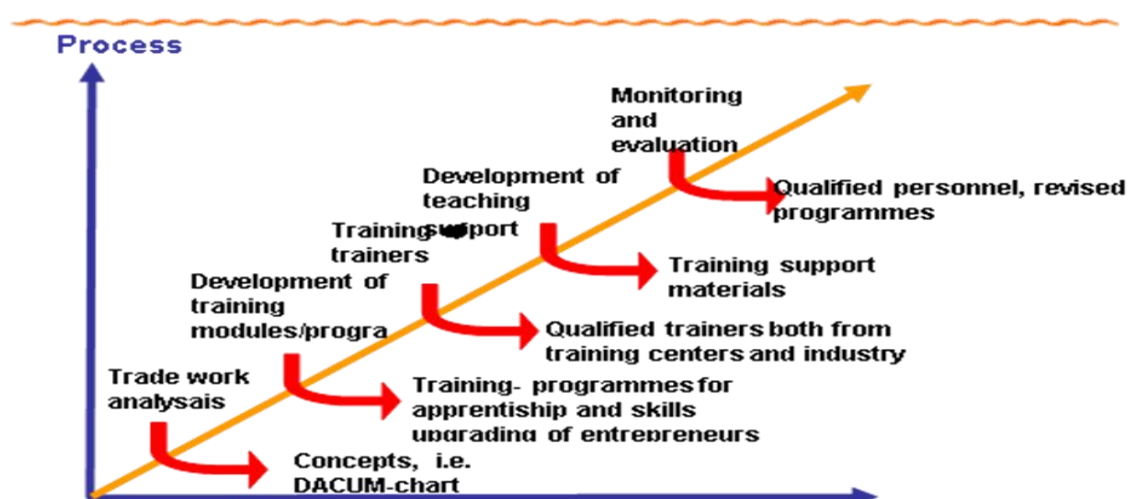 Process
Monitoring
and
evaluation
Qualified personnel, revised
programmes
Development of
teaching
support
Training support
materials
Training
trainers
Qualified trainers both from
training centers and industry
Development of
training
modules/progra
Training- programmes for
apprentiship and skills
upgrading of entrepreneurs
Trade work
analysais
Concepts, i.e.
DACUM-chart